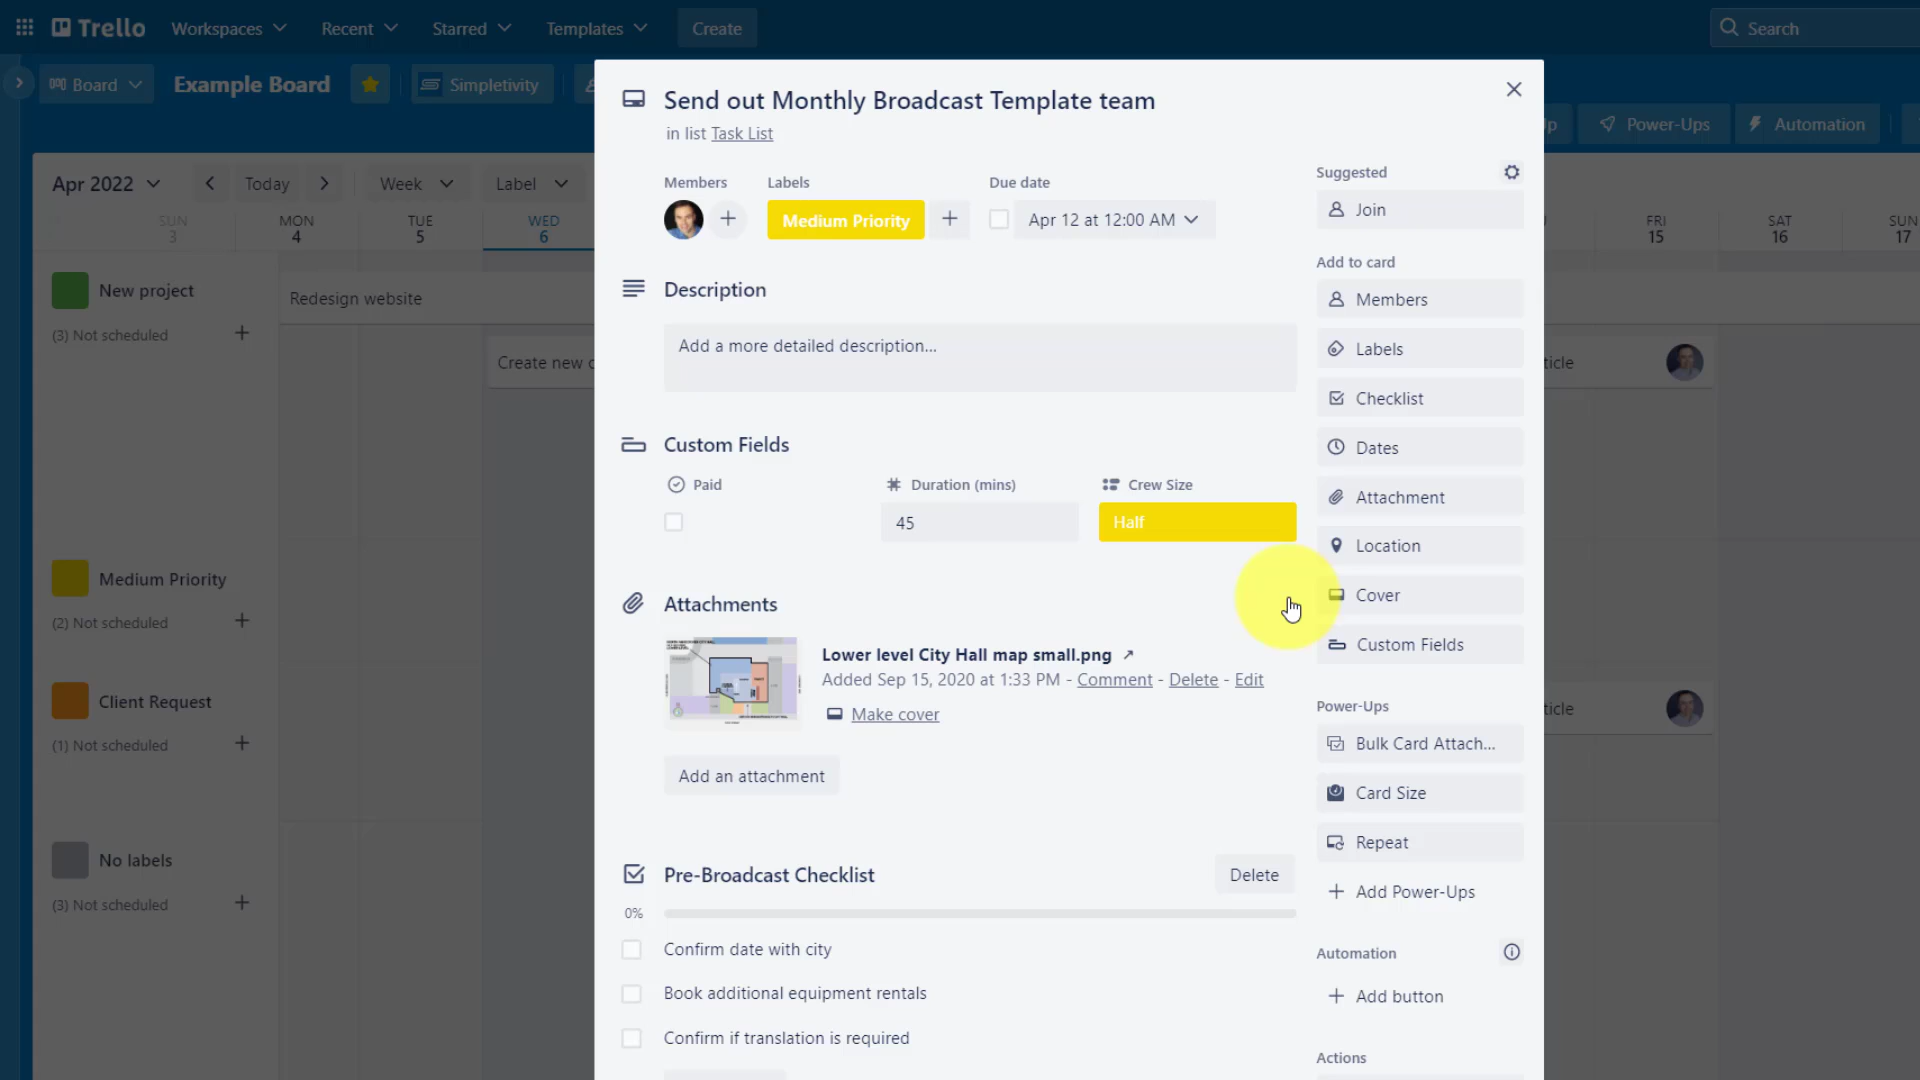 Trello
Workspaces
Recent
Starred
Templates
Create
Search
Board
Example Board
Simpletivity
Power-Ups
Automation
Apr 2022
Today
Week
Label
SUN
3
MON
4
TUE
5
WED
6
FRI
15
SAT
16
SUN
17
New project
(3) Not scheduled
Redesign website
Create new
Medium Priority
(2) Not scheduled
Client Request
(1) Not scheduled
No labels
(3) Not scheduled
Send out Monthly Broadcast Template team
in list Task List
Members
Labels
Due date
Medium Priority
Apr 12 at 12:00 AM
Description
Add a more detailed description...
Custom Fields
Paid
Duration (mins)
Crew Size
45
Half
Attachments
Lower level City Hall map small.png
Added Sep 15, 2020 at 1:33 PM - Comment - Delete - Edit
Make cover
Add an attachment
Pre-Broadcast Checklist
Delete
0%
Confirm date with city
Book additional equipment rentals
Confirm if translation is required
Suggested
Join
Add to card
Members
Labels
Checklist
Dates
Attachment
Location
Cover
Custom Fields
Power-Ups
Bulk Card Attach...
Card Size
Repeat
Add Power-Ups
Automation
Add button
Actions
ticle
ticle